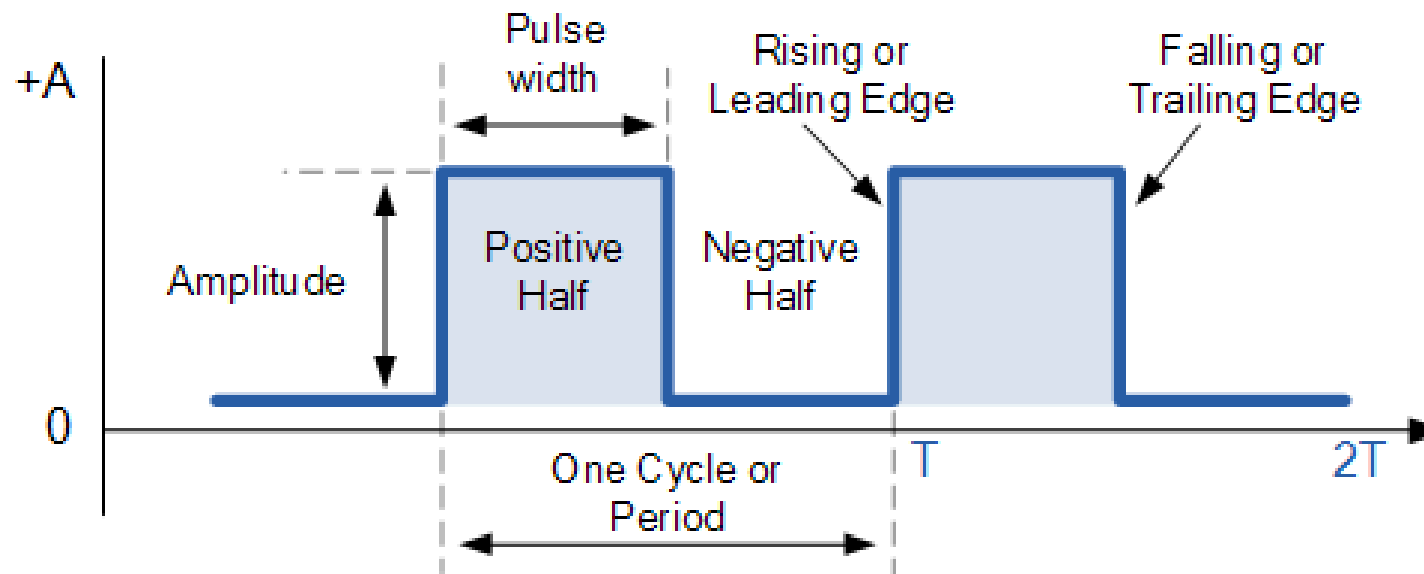 Pulse
width
Rising or
Leading Edge
Falling or
Trailing Edge
+A
Amplitude
Positive
Half
Negative
Half
0
T
2T
One Cycle or
Period